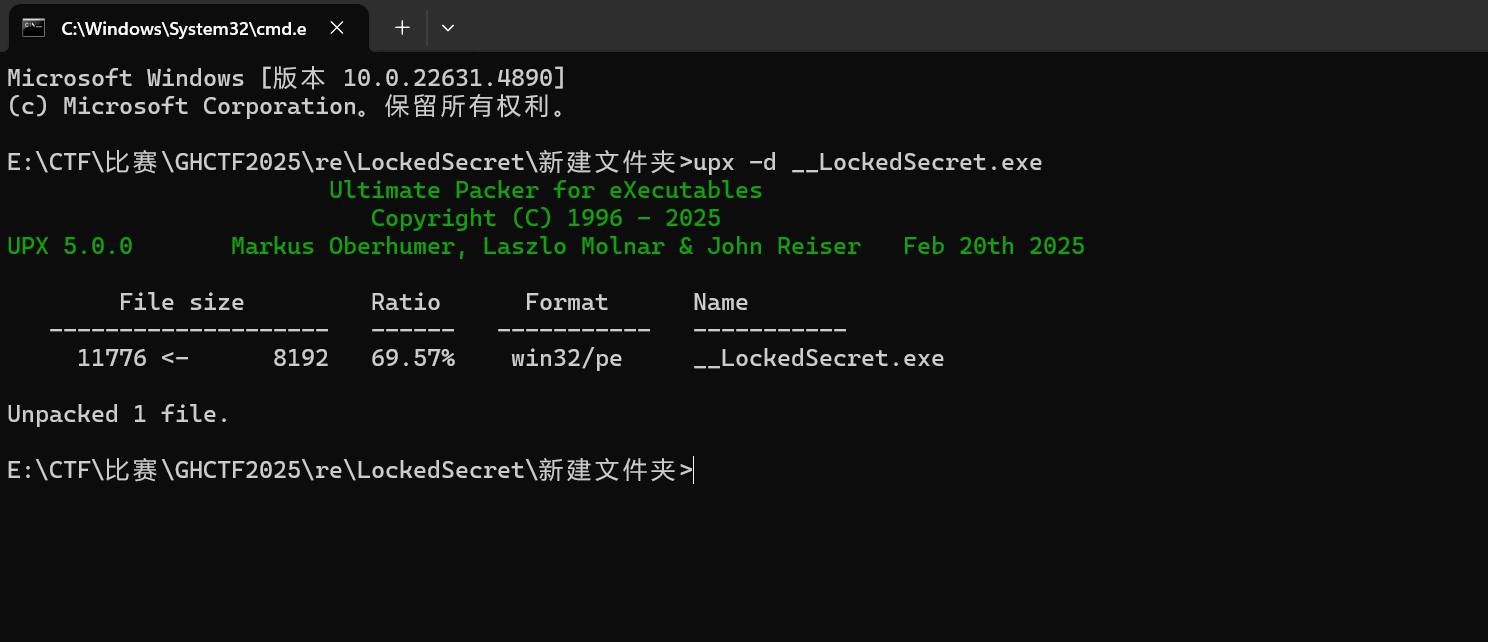 C:\Windows\System32\cmd.e
Microsoft Windows [版本 10.0.22631.4890]
(c) Microsoft Corporation。保留所有权利。
E:\CTF\比赛\GHCTF2025\re\LockedSecret\新建文件夹>upx -d __LockedSecret.exe
Ultimate Packer for eXecutables
Copyright (C) 1996 - 2025
UPX 5.0.0 Markus Oberhumer, Laszlo Molnar & John Reiser Feb 20th 2025
File size Ratio Format Name
-------------------- ------ ----------- -----------
11776 <- 8192 69.57% win32/pe __LockedSecret.exe
Unpacked 1 file.
E:\CTF\比赛\GHCTF2025\re\LockedSecret\新建文件夹>